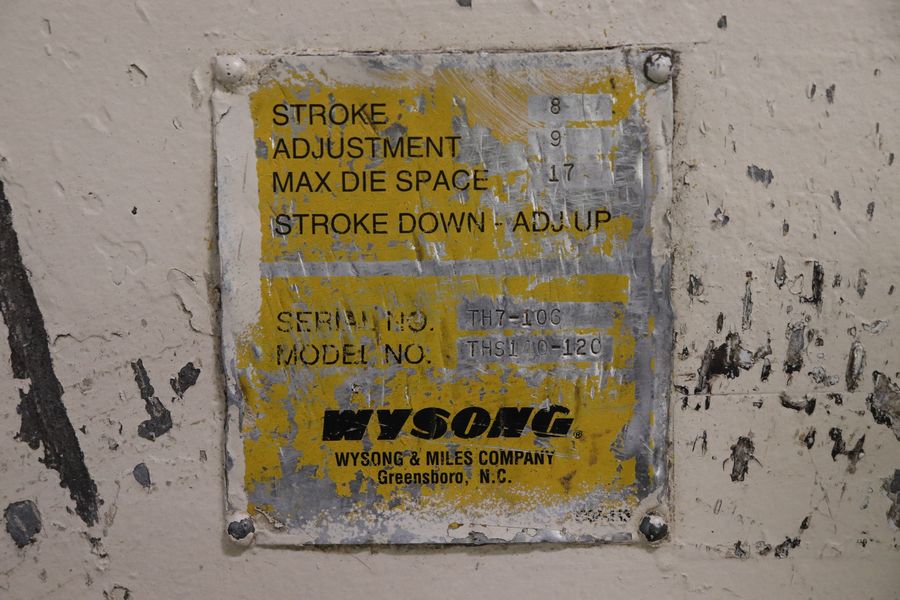 STROKE 8
ADJUSTMENT 9
MAX DIE SPACE 17
STROKE DOWN - ADJ UP
SERIAL NO. TH7-106
MODEL NO.
WYSONG®
WYSONG & MILES COMPANY
Greensboro, N.C.